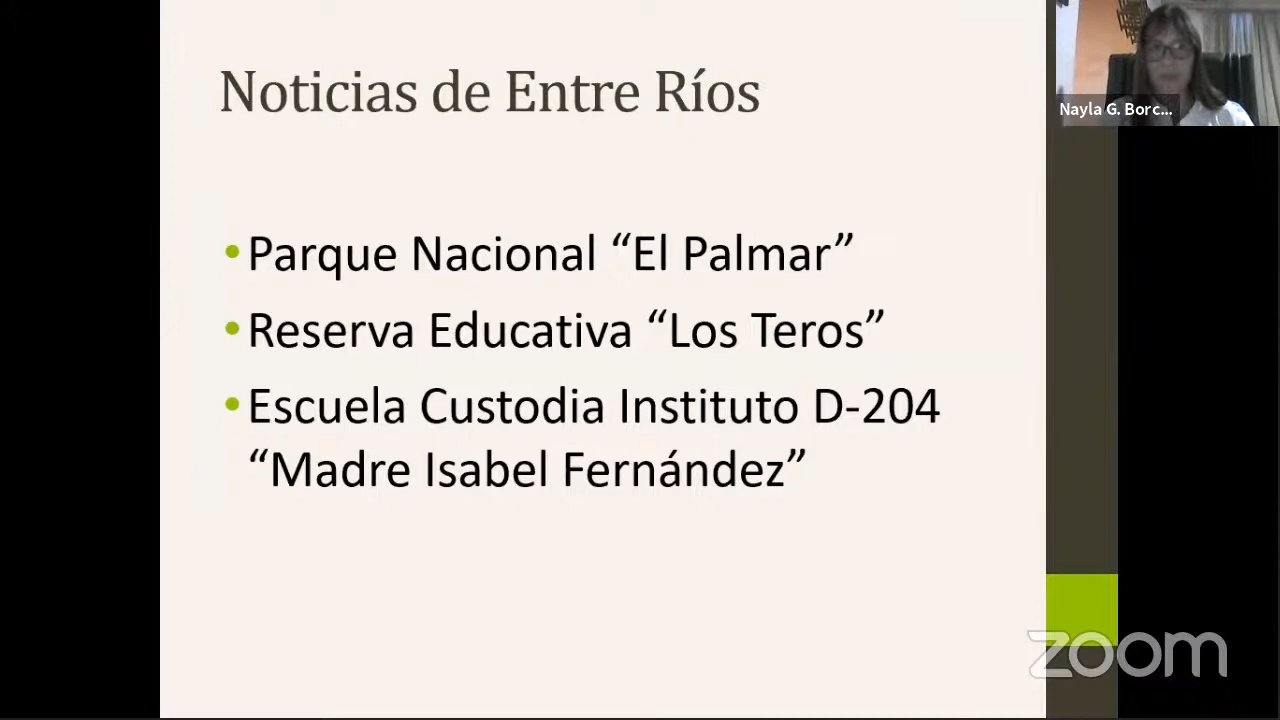 Noticias de Entre Ríos
Nayla G. Borc...
• Parque Nacional “El Palmar”
• Reserva Educativa “Los Teros”
• Escuela Custodia Instituto D-204
“Madre Isabel Fernández”
zoom